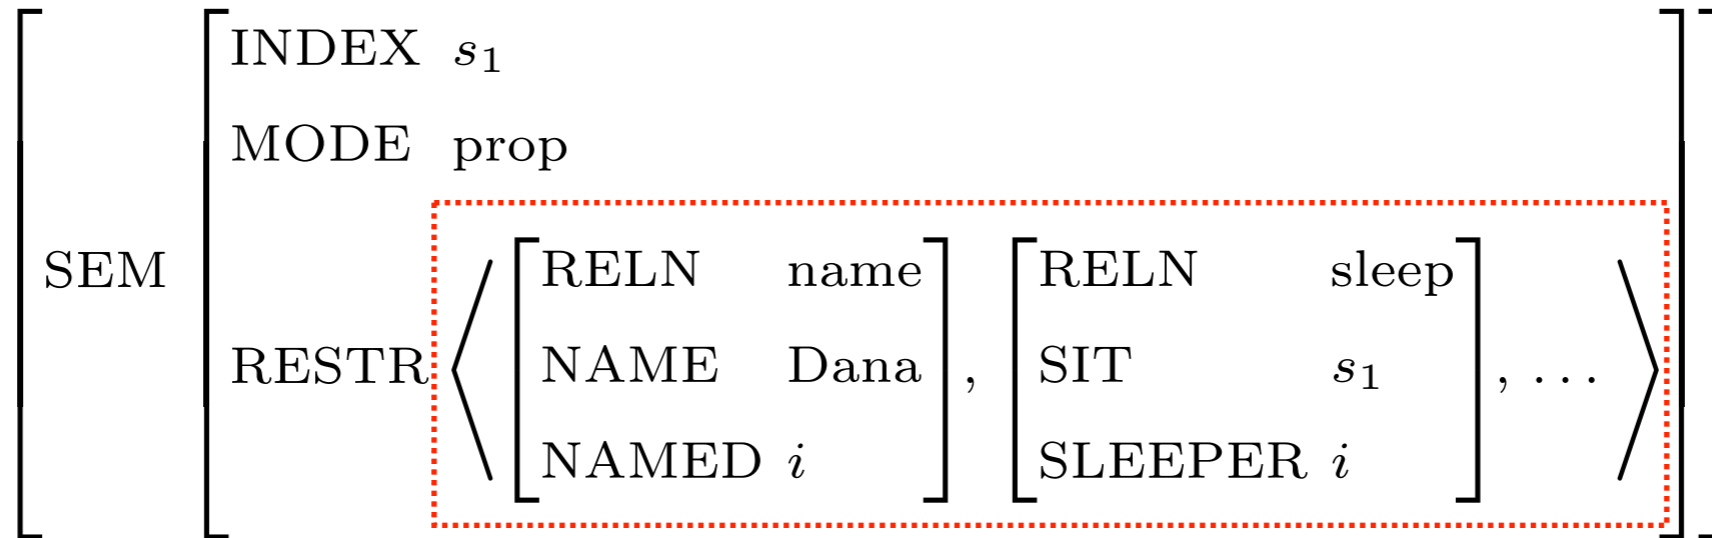 INDEX s₁
MODE prop
SEM
RELN name RELN sleep
RESTR ⟨ NAME Dana , SIT s₁ , ... ⟩
NAMED i SLEEPER i